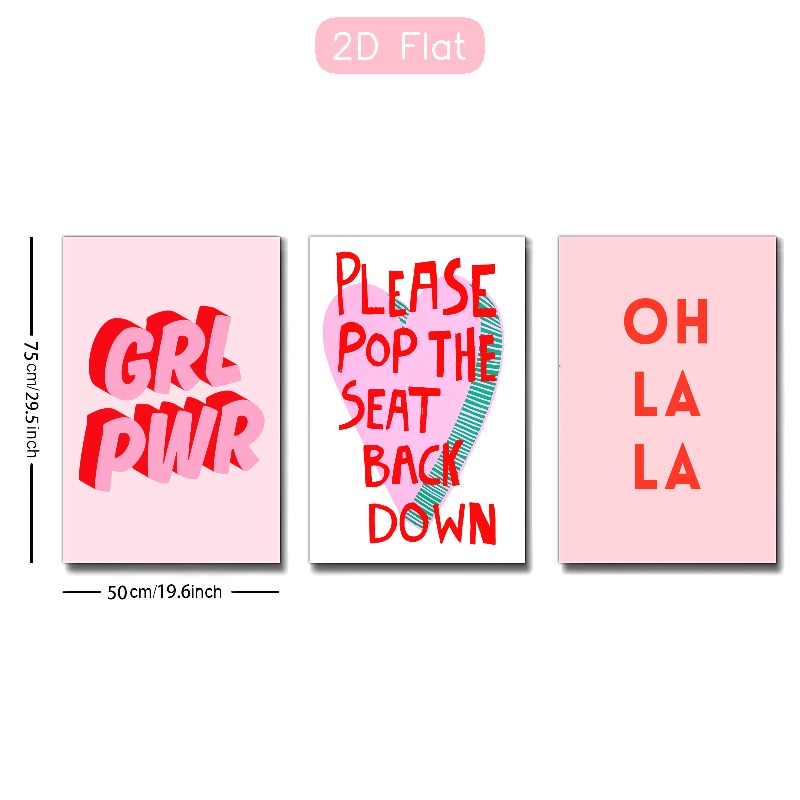 2D Flat
75cm/29.5inch
GRL
PWR
PLEASE
POP THE
SEAT
BACK
DOWN
OH
LA
LA
50cm/19.6inch